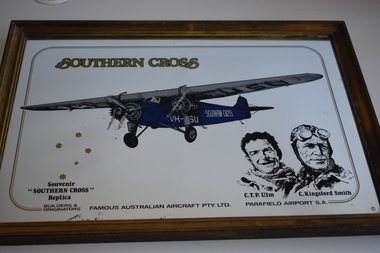 SOUTHERN CROSS
SOUTHERN CROSS
VH-USU
Souvenir
"SOUTHERN CROSS"
Replica
BUILDERS &
ORIGINATORS
FAMOUS AUSTRALIAN AIRCRAFT PTY. LTD.
PARAFIELD AIRPORT S.A.
C.T.P. Ulm
C. Kingsford Smith